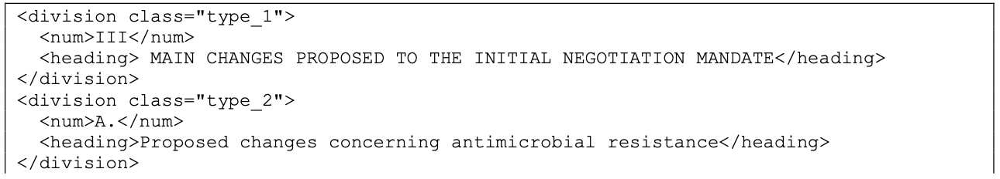 <division class="type_1">
  <num>III</num>
  <heading> MAIN CHANGES PROPOSED TO THE INITIAL NEGOTIATION MANDATE</heading>
</division>
<division class="type_2">
  <num>A.</num>
  <heading>Proposed changes concerning antimicrobial resistance</heading>
</division>